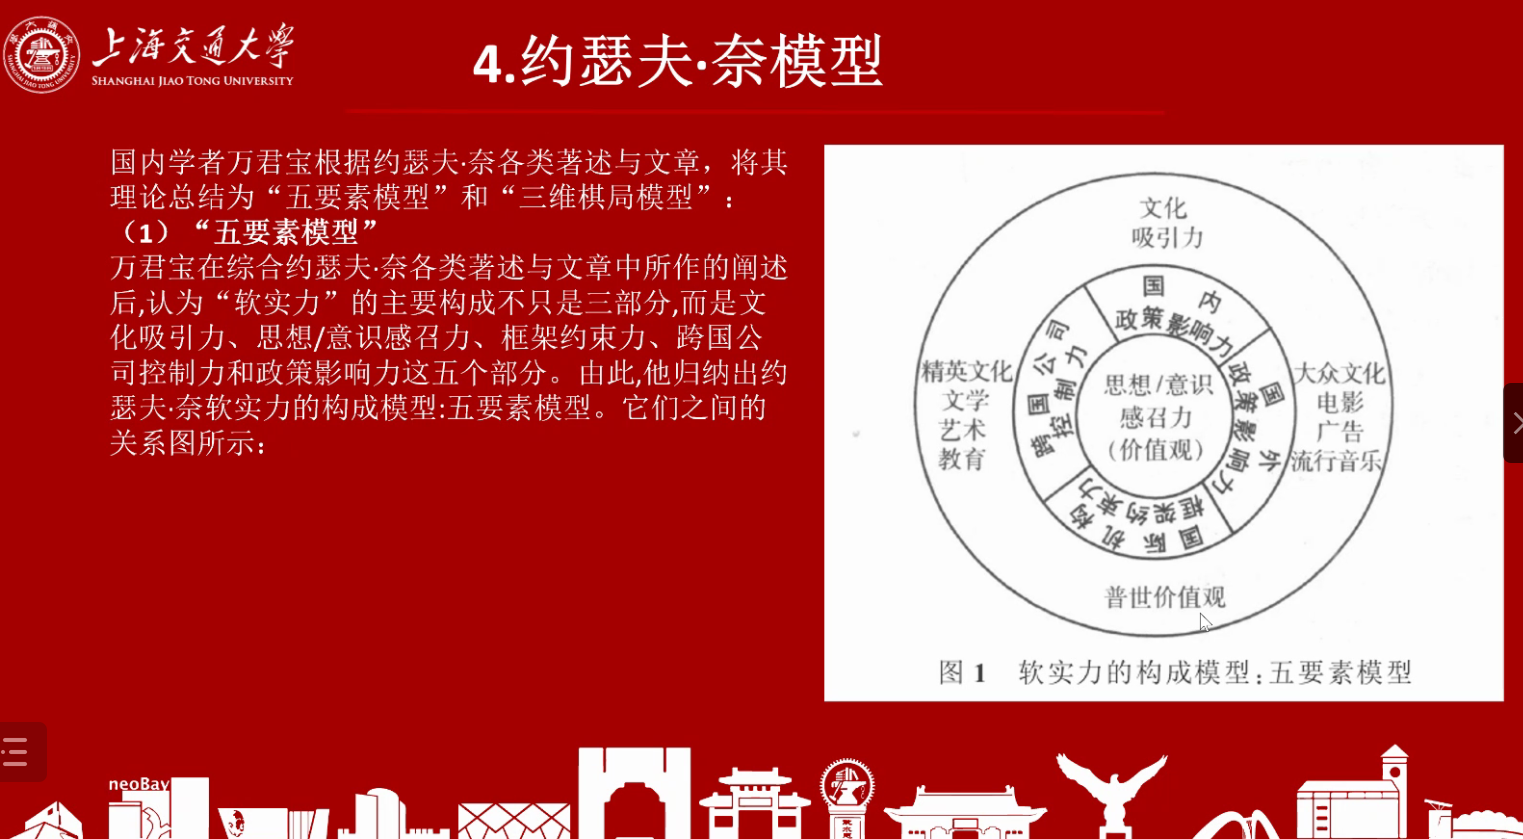 上海交通大学
SHANGHAI JIAO TONG UNIVERSITY
4.约瑟夫·奈模型
国内学者万君宝根据约瑟夫·奈各类著述与文章，将其
理论总结为“五要素模型”和“三维棋局模型”：
（1）“五要素模型”
万君宝在综合约瑟夫·奈各类著述与文章中所作的阐述
后,认为“软实力”的主要构成不只是三部分,而是文
化吸引力、思想/意识感召力、框架约束力、跨国公
司控制力和政策影响力这五个部分。由此,他归纳出约
瑟夫·奈软实力的构成模型:五要素模型。它们之间的
关系图所示：
文化
吸引力
国内
政策影响力
跨国公司
控制力
国外
政策影响力
国际机构
框架约束力
思想/意识
感召力
(价值观)
精英文化
文学
艺术
教育
大众文化
电影
广告
流行音乐
普世价值观
图1 软实力的构成模型:五要素模型
neoBay